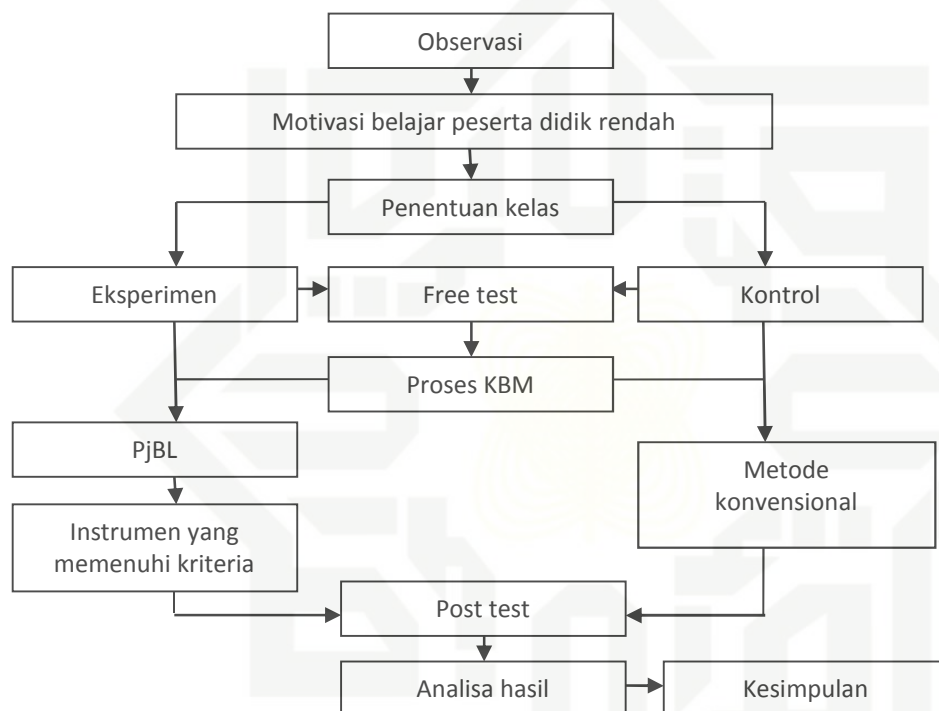 Observasi
Motivasi belajar peserta didik rendah
Penentuan kelas
Eksperimen
Free test
Kontrol
Proses KBM
PjBL
Metode
konvensional
Instrumen yang
memenuhi kriteria
Post test
Analisa hasil
Kesimpulan